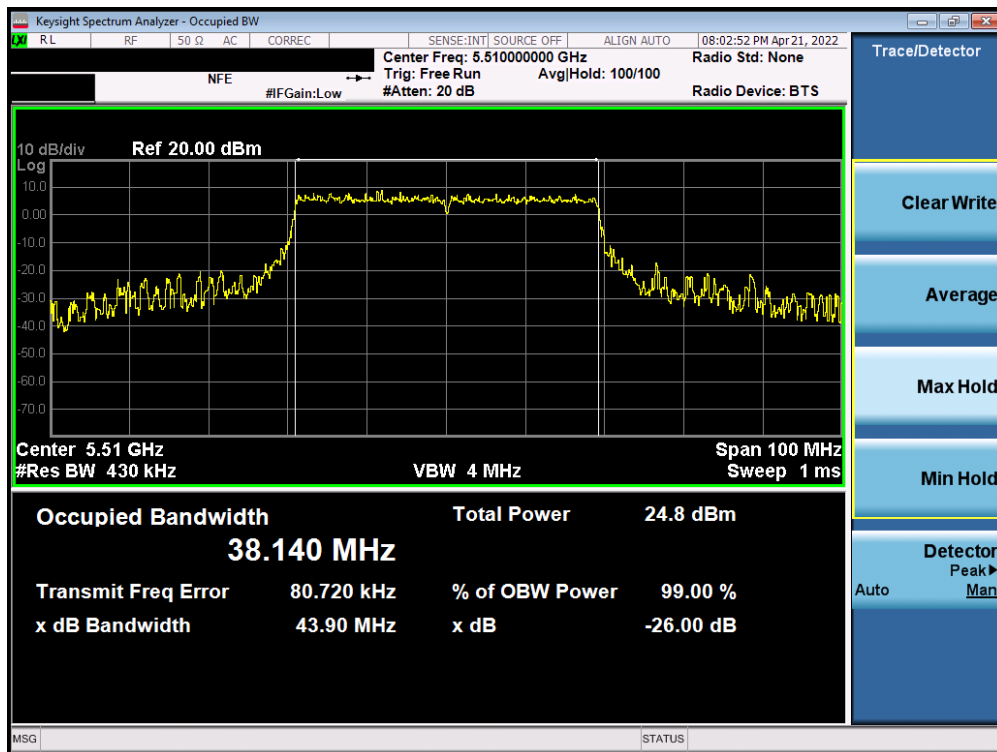 Keysight Spectrum Analyzer - Occupied BW
LXI RL RF 50 Ω AC CORREC SENSE:INT SOURCE OFF ALIGN AUTO 08:02:52 PM Apr 21, 2022
Center Freq: 5.510000000 GHz Radio Std: None
NFE Trig: Free Run Avg|Hold: 100/100
#IFGain:Low #Atten: 20 dB Radio Device: BTS
10 dB/div Ref 20.00 dBm
Log
10.0
0.00
-10.0
-20.0
-30.0
-40.0
-50.0
-60.0
-70.0
Center 5.51 GHz Span 100 MHz
#Res BW 430 kHz VBW 4 MHz Sweep 1 ms
Occupied Bandwidth Total Power 24.8 dBm
38.140 MHz
Transmit Freq Error 80.720 kHz % of OBW Power 99.00 %
x dB Bandwidth 43.90 MHz x dB -26.00 dB
MSG STATUS
Trace/Detector
Clear Write
Average
Max Hold
Min Hold
Detector
Peak▶
Auto Man